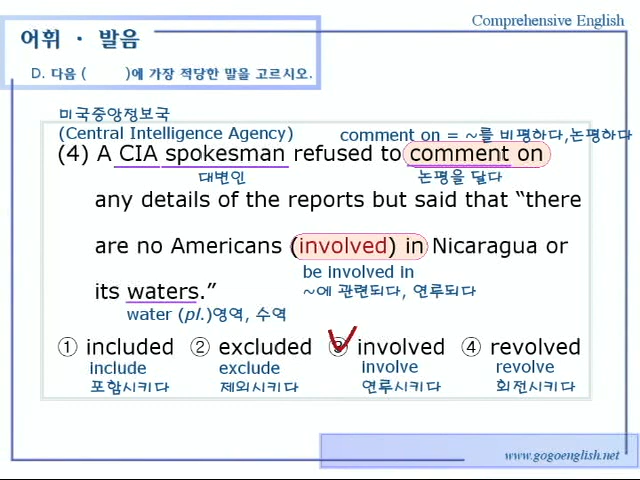 Comprehensive English
어휘 · 발음
D. 다음 ( )에 가장 적당한 말을 고르시오.
미국중앙정보국
(Central Intelligence Agency) comment on = ~를 비평하다,논평하다
(4) A CIA spokesman refused to comment on
대변인 논평을 달다
any details of the reports but said that “there
are no Americans (involved) in Nicaragua or
be involved in
~에 관련되다, 연루되다
its waters.”
water (pl.)영역, 수역
① included ② excluded ③ involved ④ revolved
include exclude involve revolve
포함시키다 제외시키다 연루시키다 회전시키다
www.gogoenglish.net